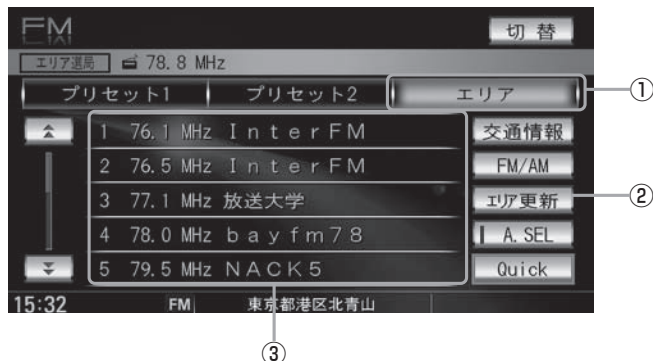 FM
切 替
エリア選局 78. 8 MHz
プリセット1 プリセット2 エリア ①
1 76. 1 MHz InterFM 交通情報
2 76. 5 MHz InterFM FM/AM
3 77. 1 MHz 放送大学 エリア更新 ②
4 78. 0 MHz bayfm78 A. SEL
5 79. 5 MHz NACK5 Quick
15:32 FM 東京都港区北青山
③